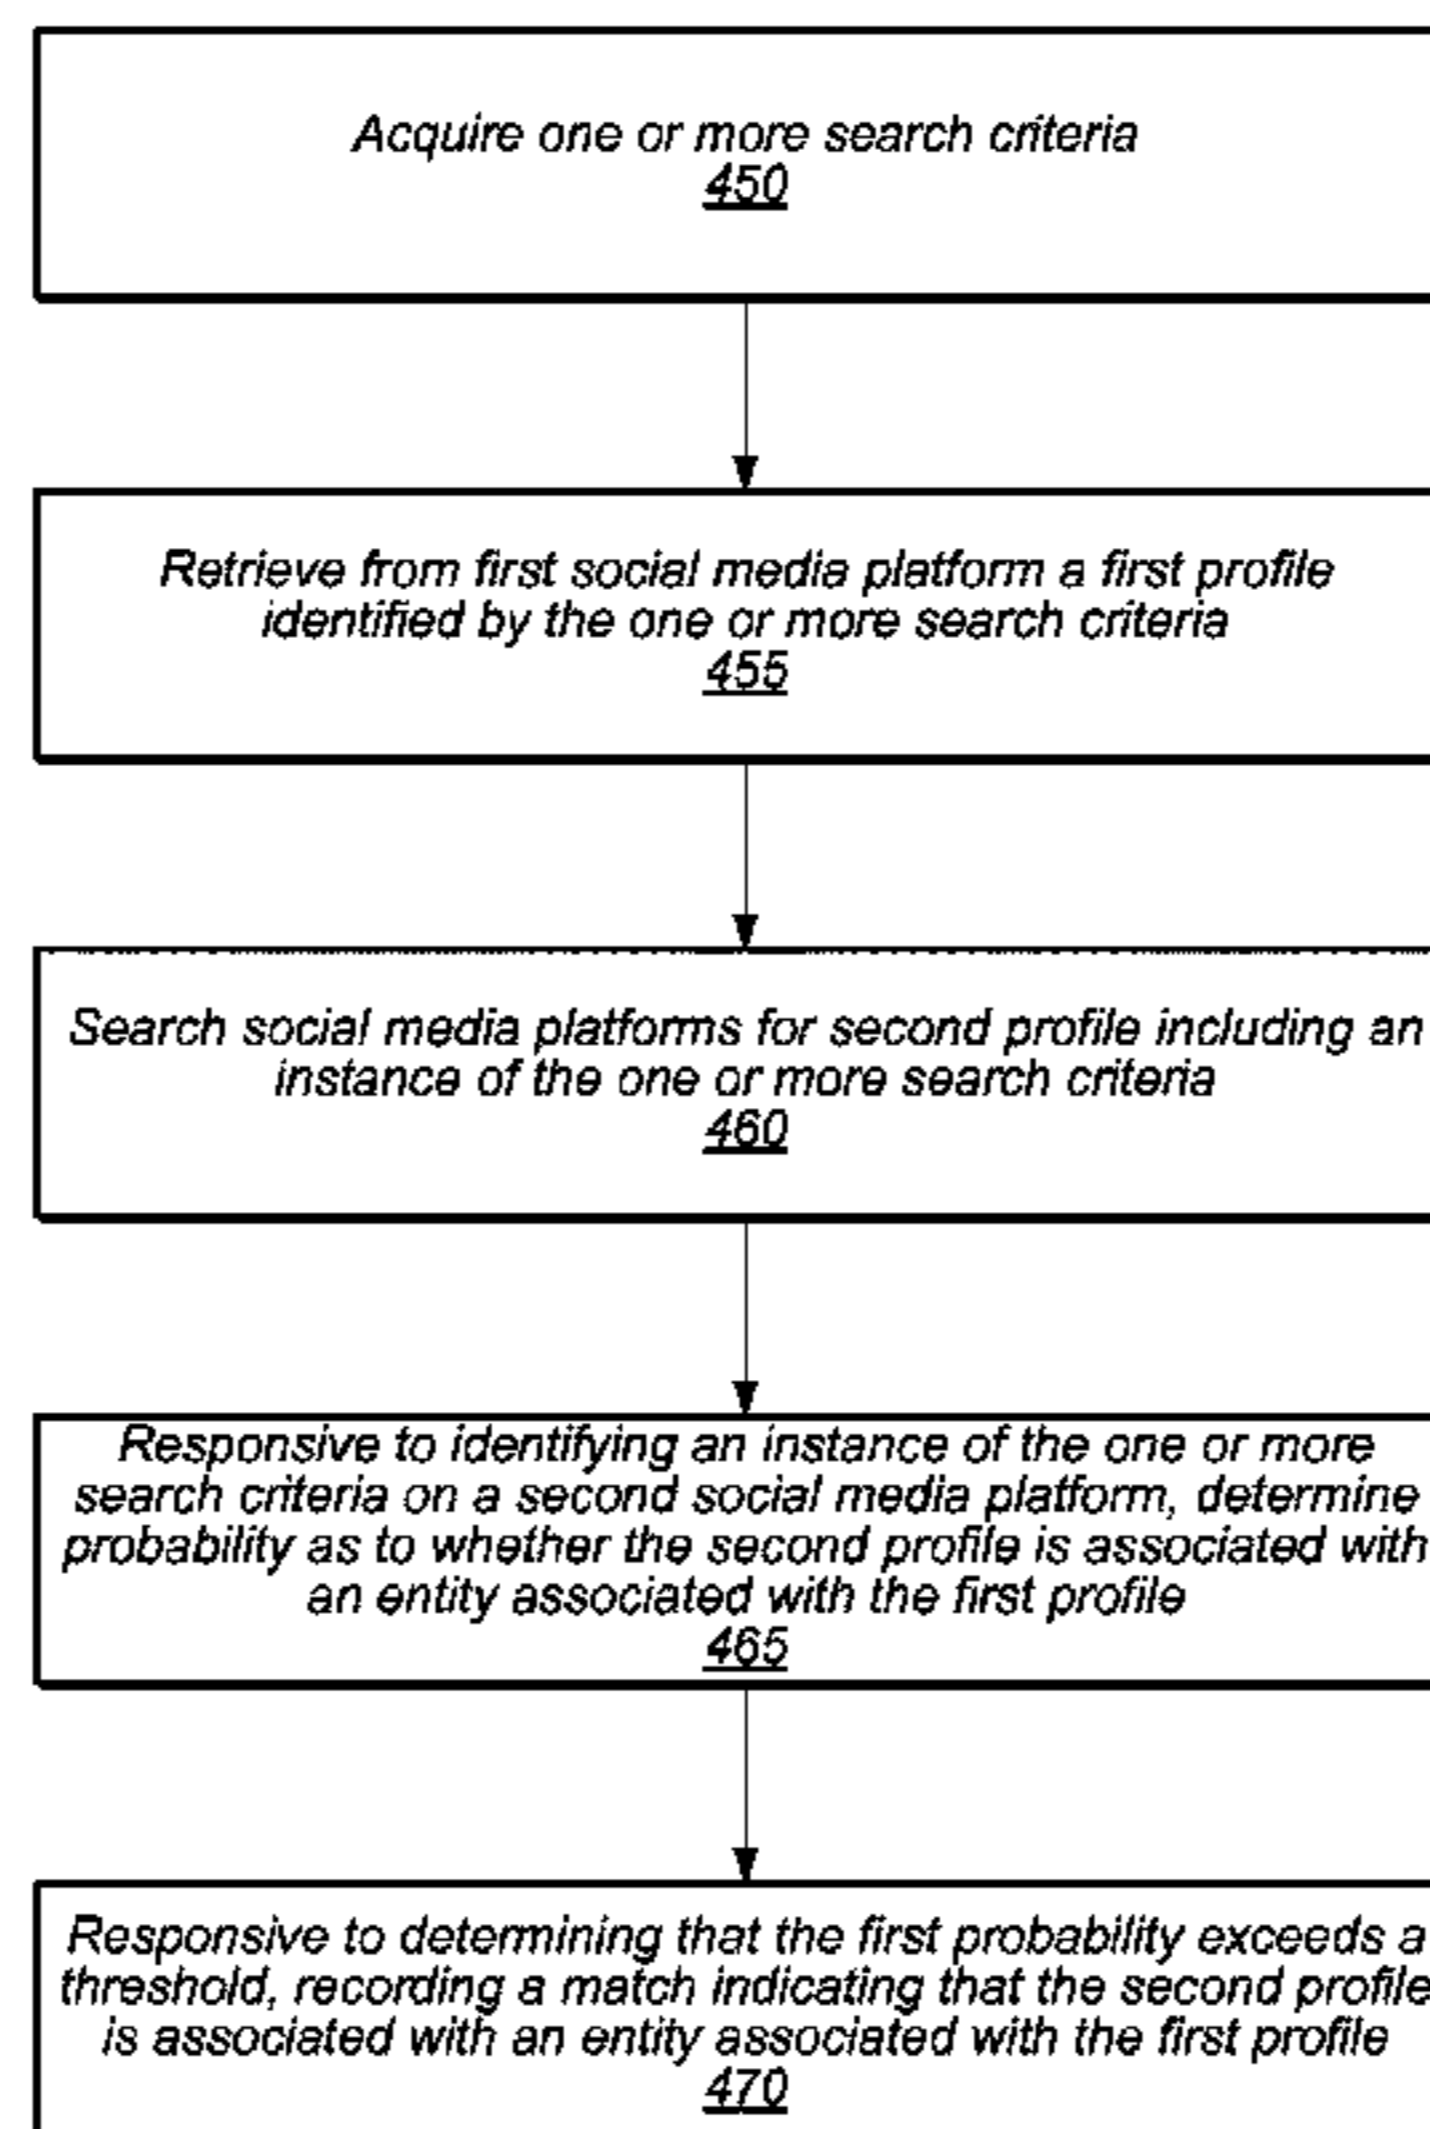 Acquire one or more search criteria
450
Retrieve from first social media platform a first profile
identified by the one or more search criteria
455
Search social media platforms for second profile including an
instance of the one or more search criteria
460
Responsive to identifying an instance of the one or more
search criteria on a second social media platform, determine
probability as to whether the second profile is associated with
an entity associated with the first profile
465
Responsive to determining that the first probability exceeds a
threshold, recording a match indicating that the second profile
is associated with an entity associated with the first profile
470